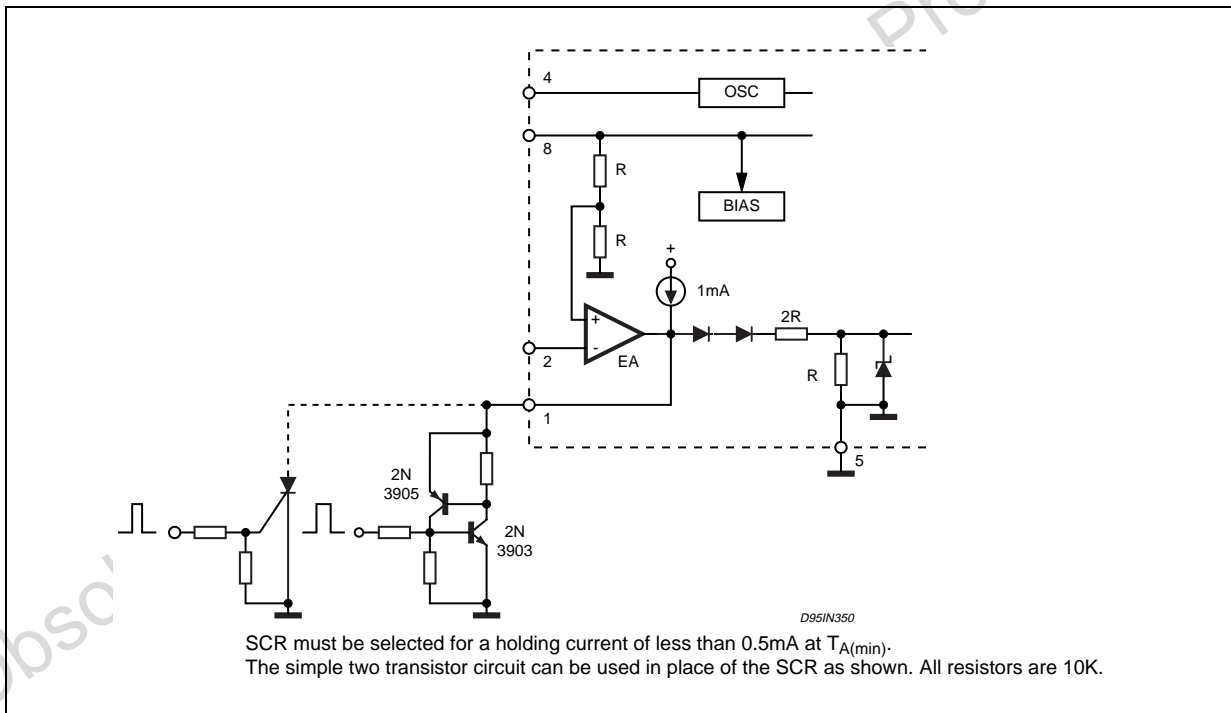 4
OSC
8
R
BIAS
R
+
1mA
2R
+
-
2
EA
R
1
5
2N
3905
2N
3903
D95IN350
SCR must be selected for a holding current of less than 0.5mA at TA(min).
The simple two transistor circuit can be used in place of the SCR as shown. All resistors are 10K.